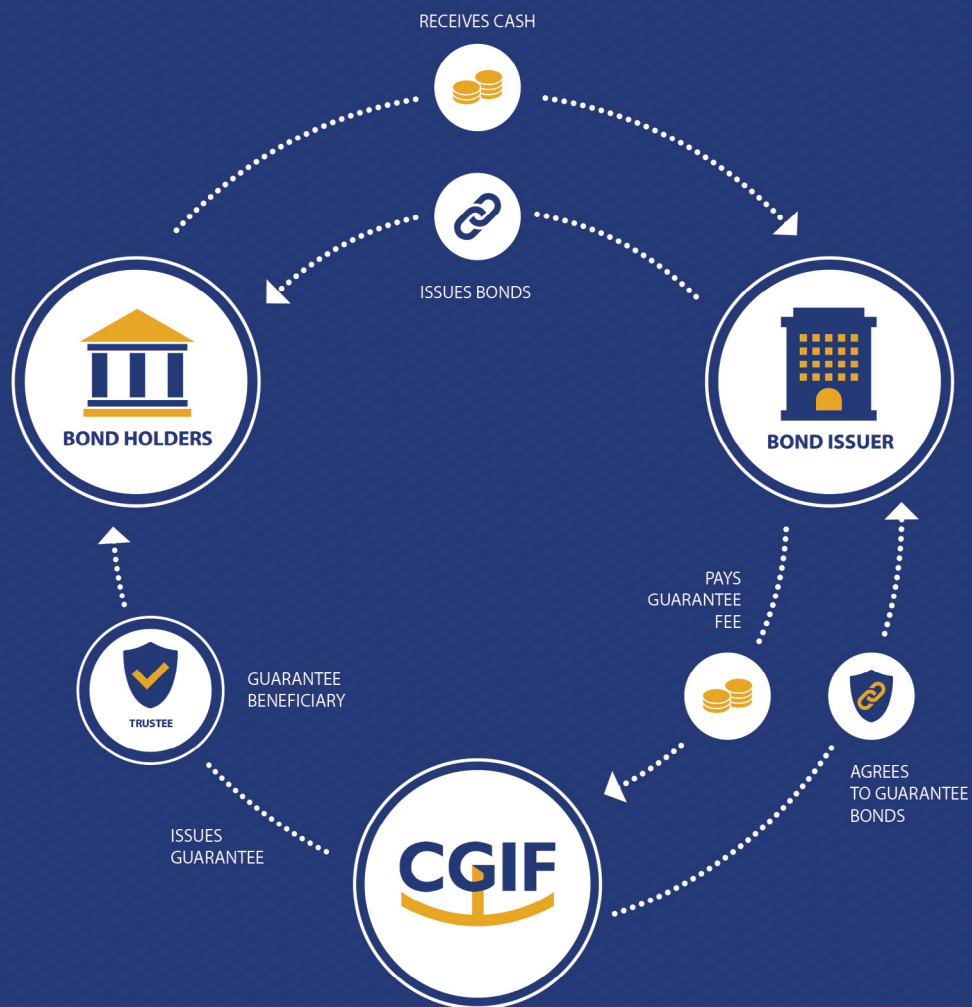 RECEIVES CASH
ISSUES BONDS
BOND HOLDERS
BOND ISSUER
PAYS
GUARANTEE
FEE
GUARANTEE
BENEFICIARY
TRUSTEE
AGREES
TO GUARANTEE
BONDS
ISSUES
GUARANTEE
CGIF